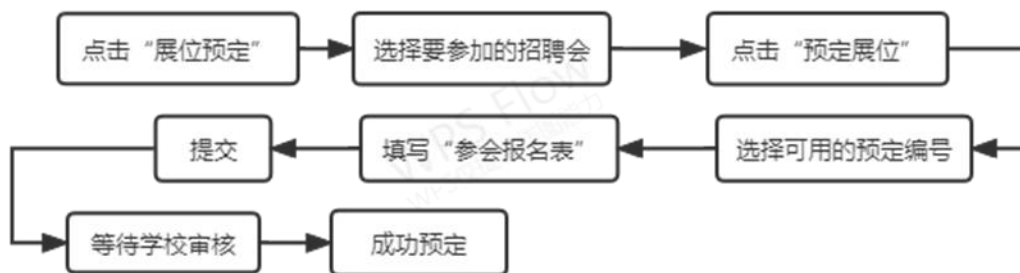 点击“展位预定”
选择要参加的招聘会
点击“预定展位”
选择可用的预定编号
填写“参会报名表”
提交
等待学校审核
成功预定
WPS Flow